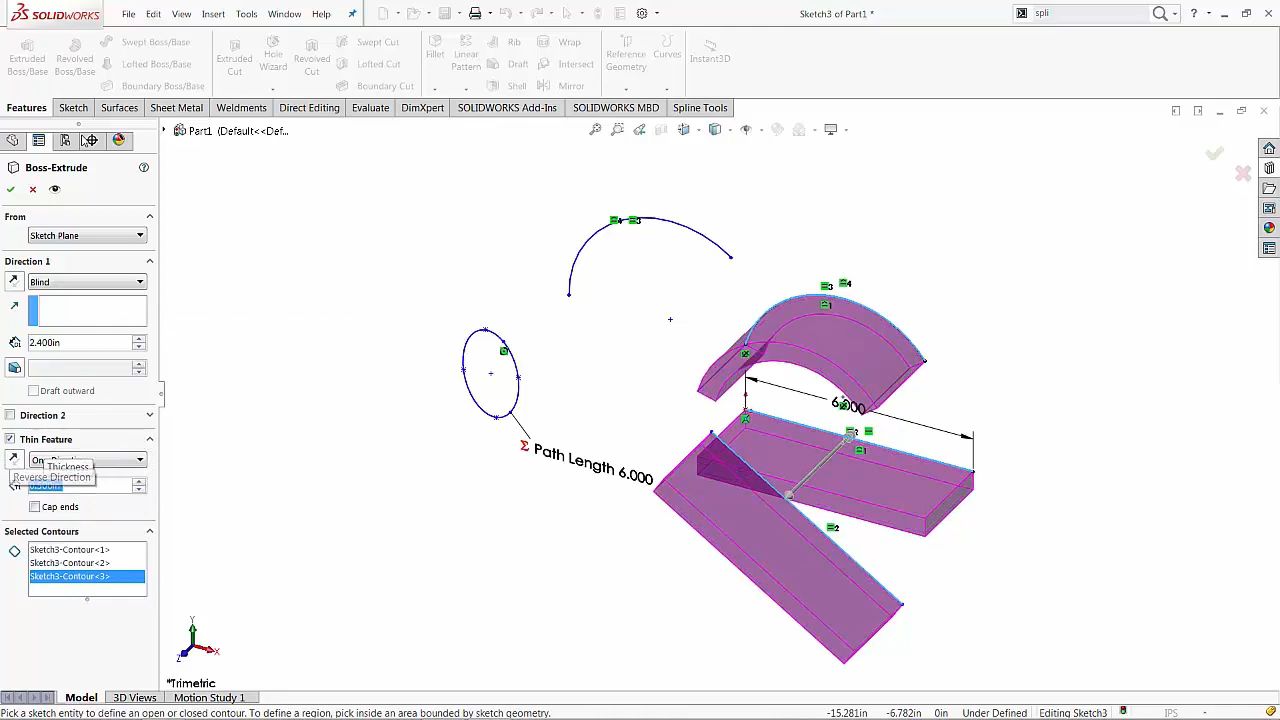 SOLIDWORKS File Edit View Insert Tools Window Help Sketch3 of Part1 * spli
Extruded Boss/Base
Revolved Boss/Base
Swept Boss/Base
Lofted Boss/Base
Boundary Boss/Base
Extruded Cut
Hole Wizard
Revolved Cut
Swept Cut
Lofted Cut
Boundary Cut
Fillet
Linear Pattern
Rib
Draft
Shell
Wrap
Intersect
Mirror
Reference Geometry
Curves
Instant3D
Features Sketch Surfaces Sheet Metal Weldments Direct Editing Evaluate DimXpert SOLIDWORKS Add-Ins SOLIDWORKS MBD Spline Tools
Part1 (Default<<Def...
Boss-Extrude
From
Sketch Plane
Direction 1
Blind
2.400in
Draft outward
Direction 2
Thin Feature
Thickness
Reverse Direction
Cap ends
Selected Contours
Sketch3-Contour<1>
Sketch3-Contour<2>
Sketch3-Contour<3>
6.000
Σ Path Length 6.000
Y
X
Z
*Trimetric
Model 3D Views Motion Study 1
Pick a sketch entity to define an open or closed contour. To define a region, pick inside an area bounded by sketch geometry. -15.281in -6.782in 0in Under Defined Editing Sketch3 IPS